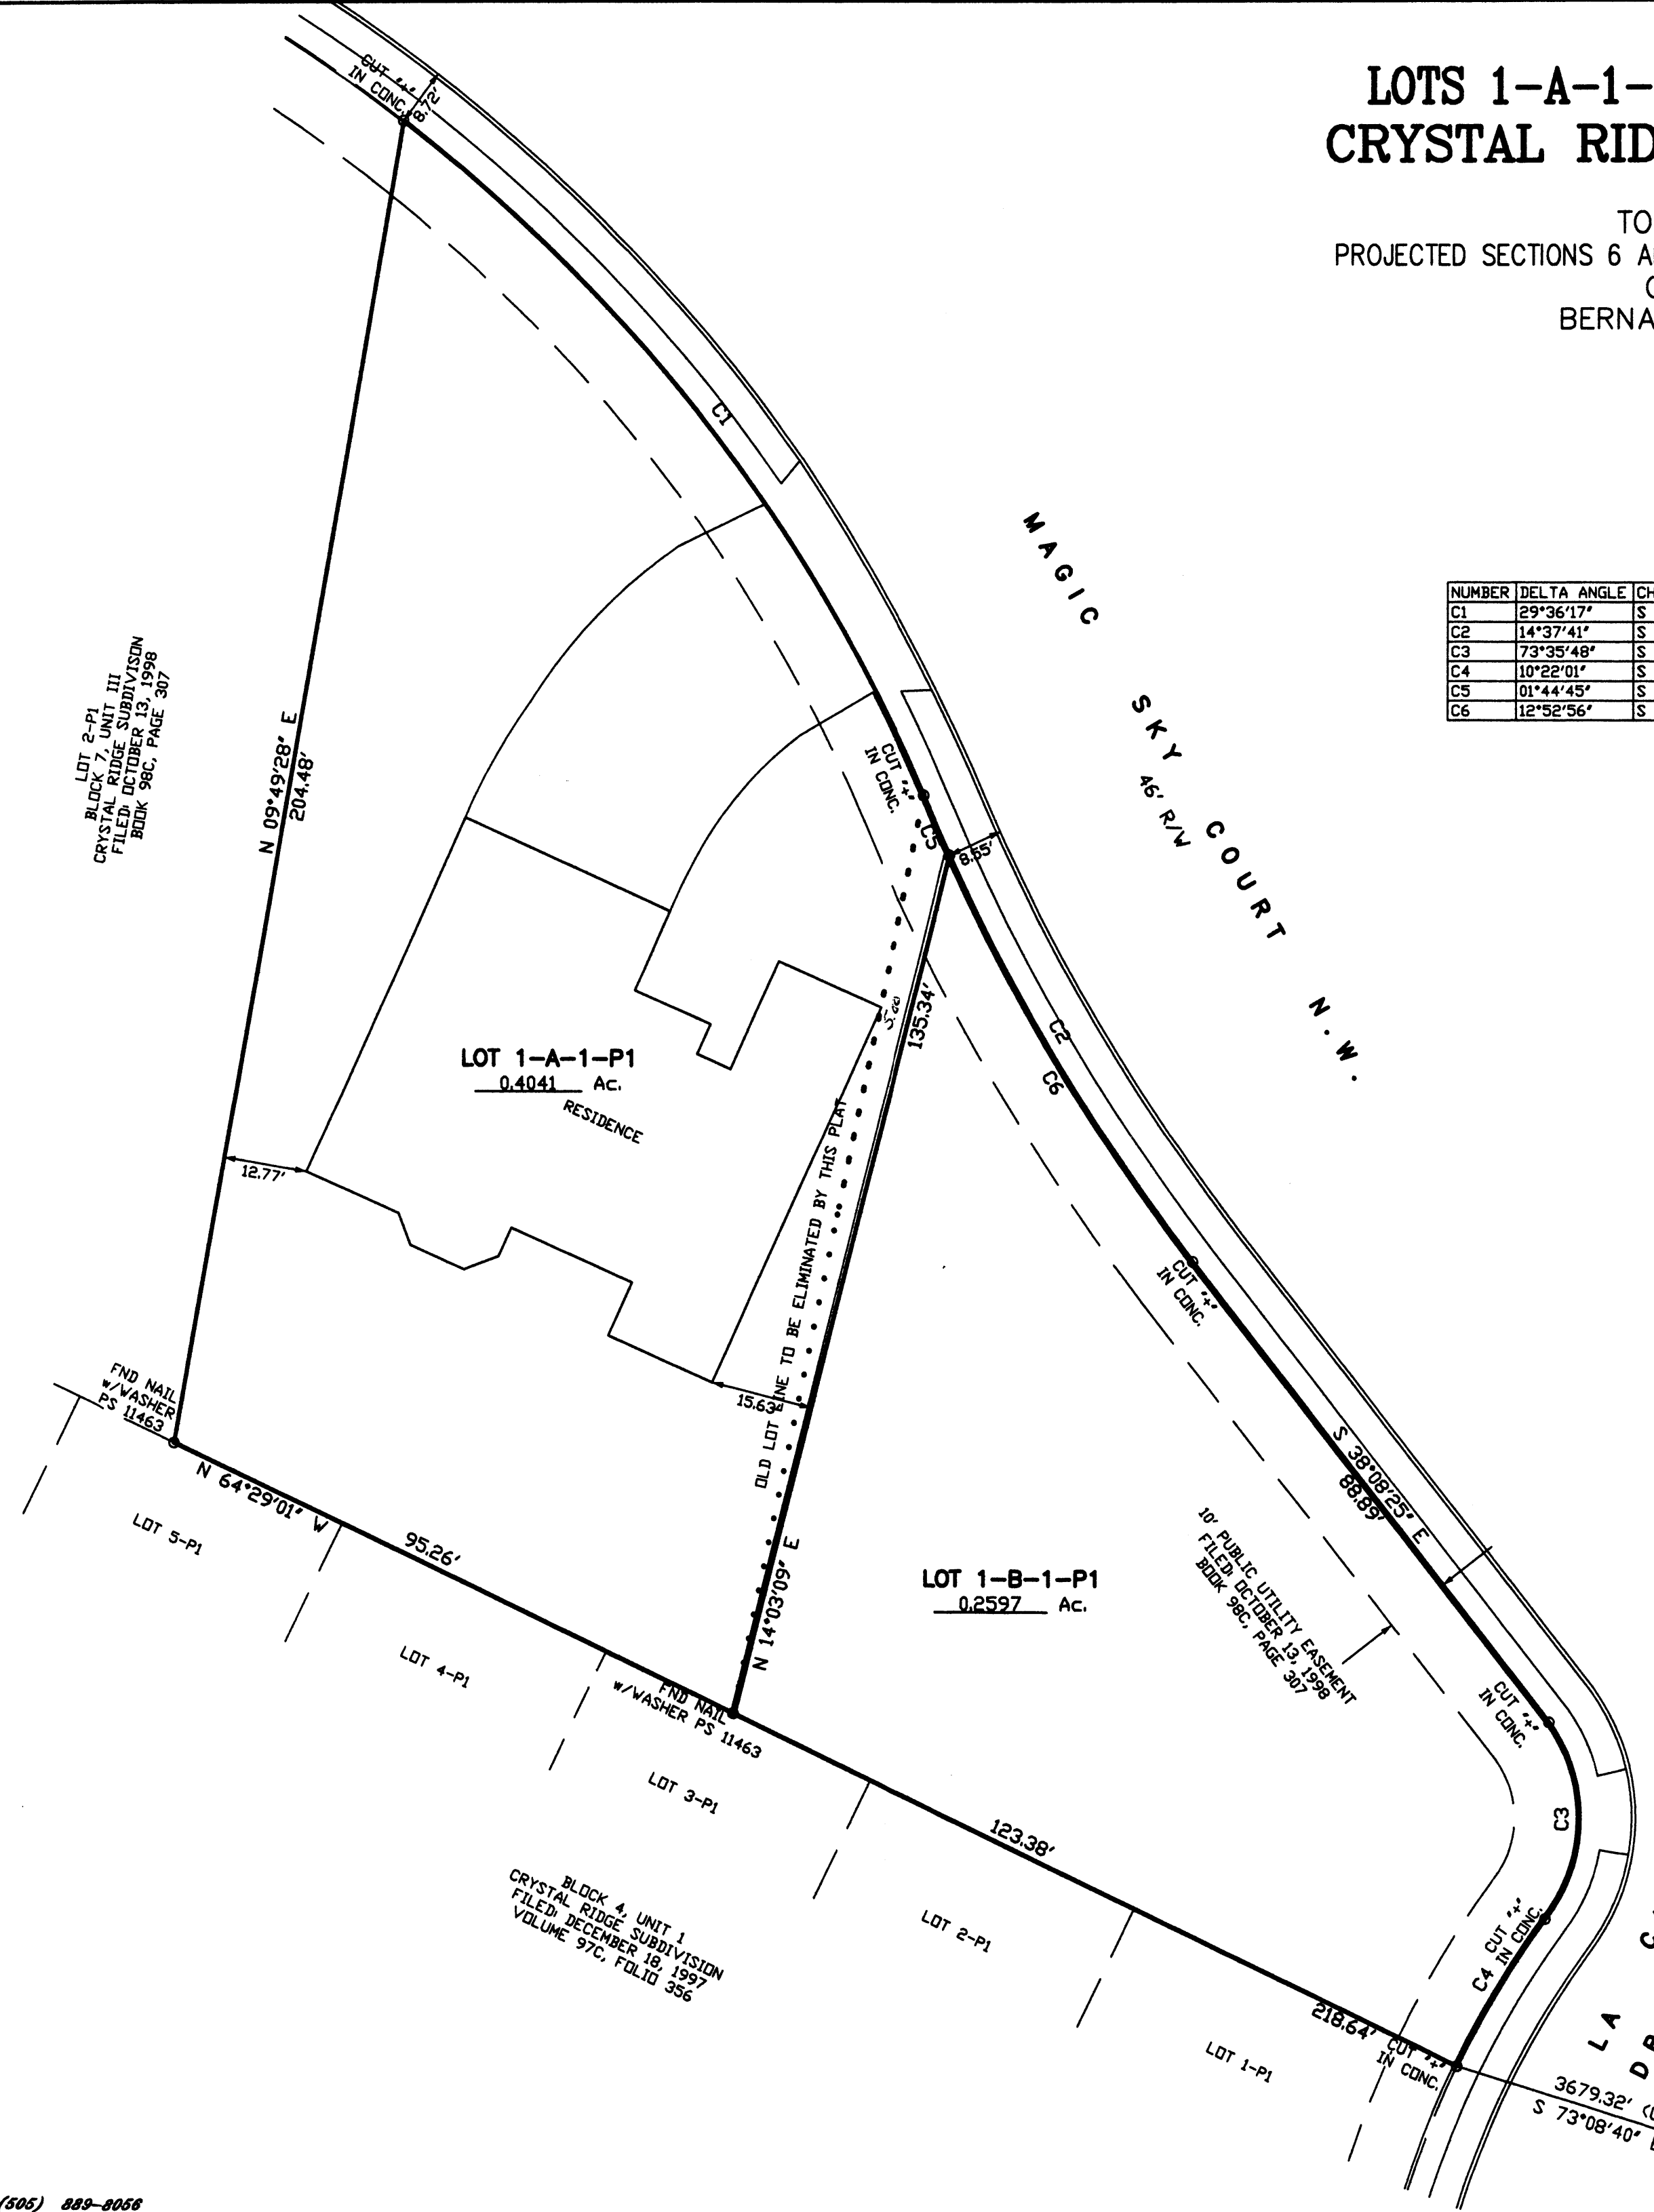 LOTS 1-A-1-
CRYSTAL RID
TO
PROJECTED SECTIONS 6 A
BERNA
CUT "+"
IN CONC.
8.72'
C1
MAGIC SKY COURT N.W.
46' R/W
NUMBER DELTA ANGLE CH
C1 29°36'17" S
C2 14°37'41" S
C3 73°35'48" S
C4 10°22'01" S
C5 01°44'45" S
C6 12°52'56" S
LOT 2-P1
BLOCK 7, UNIT III
CRYSTAL RIDGE SUBDIVISON
FILED: OCTOBER 13, 1998
BOOK 98C, PAGE 307
N 09°49'28" E
204.48'
CUT "+"
IN CONC.
C5
8.55'
135.34'
C2
C6
LOT 1-A-1-P1
0.4041 Ac.
RESIDENCE
12.77'
OLD LOT LINE TO BE ELIMINATED BY THIS PLAT
15.63'
CUT "+"
IN CONC.
FND NAIL
w/WASHER
PS 11463
N 64°29'01" W
95.26'
LOT 5-P1
S 38°08'25" E
88.89'
N 14°03'09" E
LOT 1-B-1-P1
0.2597 Ac.
10' PUBLIC UTILITY EASEMENT
FILED: OCTOBER 13, 1998
BOOK 98C, PAGE 307
LOT 4-P1
FND NAIL
w/WASHER PS 11463
CUT "+"
IN CONC.
LOT 3-P1
123.38'
C3
BLOCK 4, UNIT 1
CRYSTAL RIDGE SUBDIVISION
FILED: DECEMBER 18, 1997
VOLUME 97C, FOLIO 356
LOT 2-P1
CUT "+"
IN CONC.
C4
218.64'
CUT "+"
IN CONC.
LOT 1-P1
LA
3679.32'
S 73°08'40"
(505) 889-8056